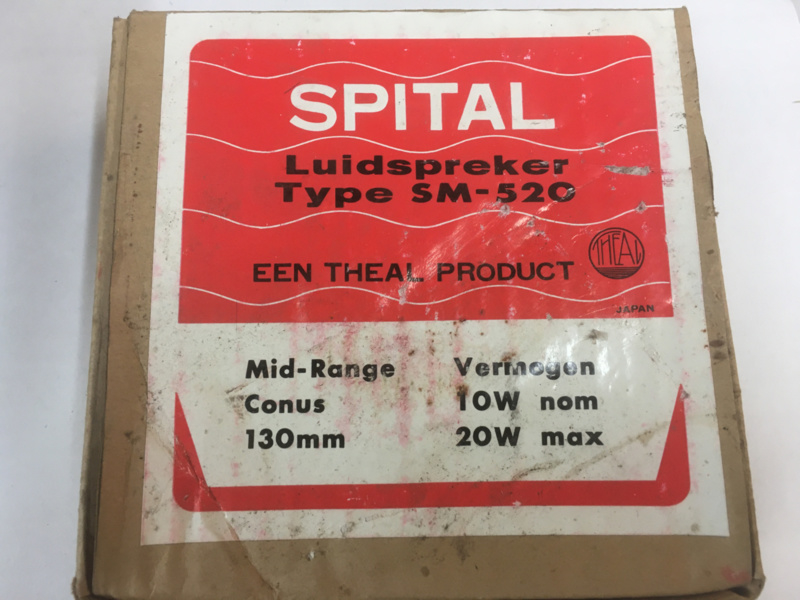 SPITAL
Luidspreker
Type SM-520
EEN THEAL PRODUCT
THEAL
JAPAN
Mid-Range Vermogen
Conus 10W nom
130mm 20W max